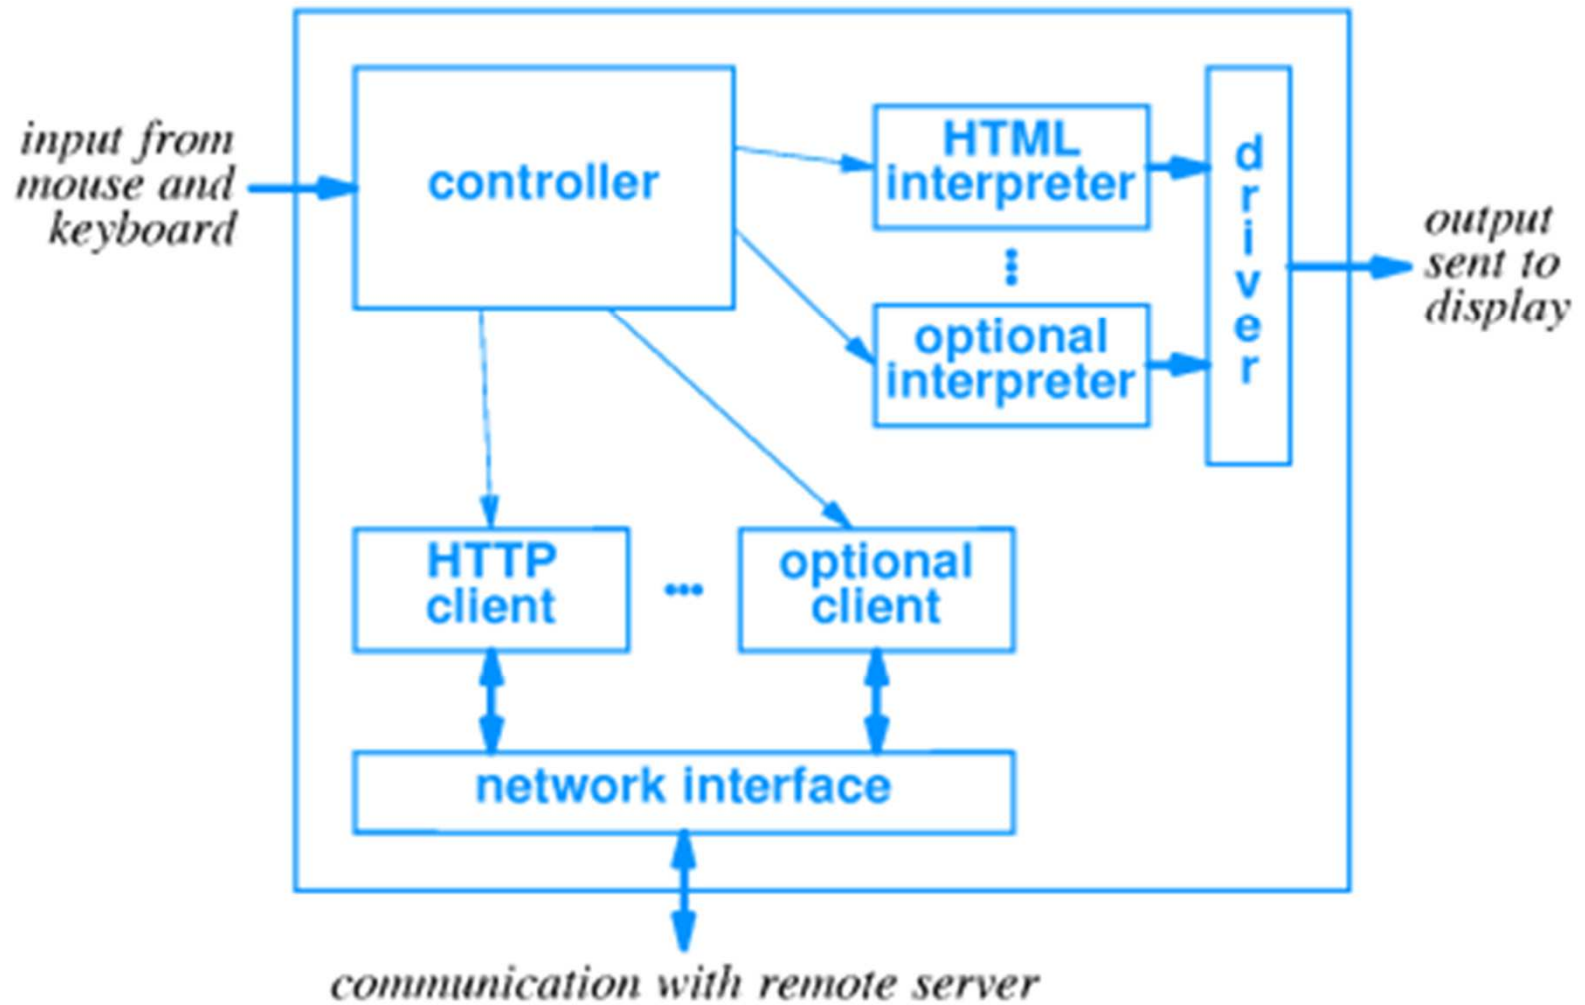 input from
mouse and
keyboard
controller
HTML
interpreter
optional
interpreter
driver
output
sent to
display
HTTP
client
optional
client
network interface
communication with remote server